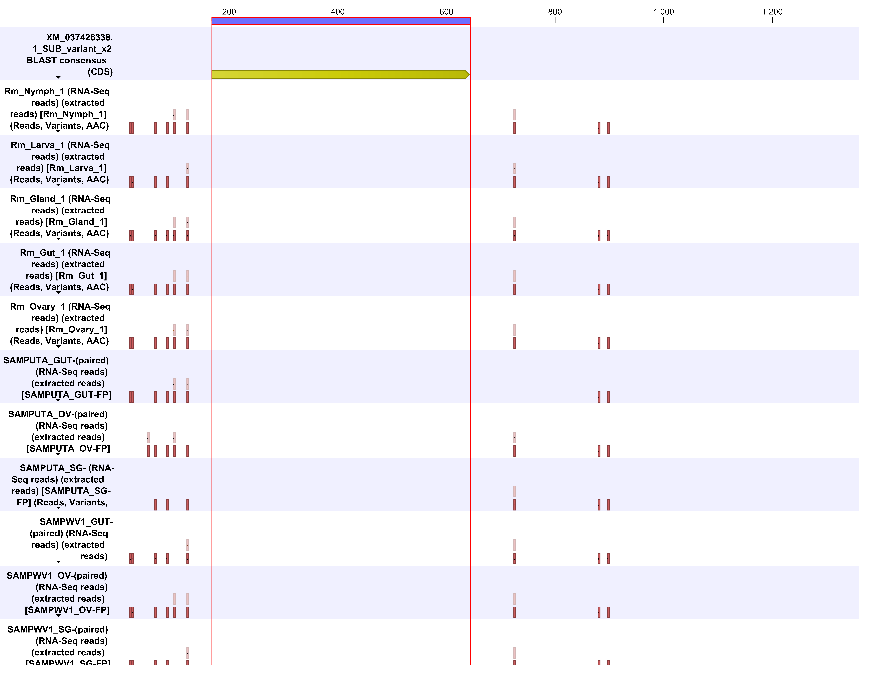 200 400 600 800 1 000 1 200
XM_037426339.
1_SUB_variant_x2
BLAST consensus
(CDS)
Rm_Nymph_1 (RNA-Seq
reads) (extracted
reads) [Rm_Nymph_1]
(Reads, Variants, AAC)
Rm_Larva_1 (RNA-Seq
reads) (extracted
reads) [Rm_Larva_1]
(Reads, Variants, AAC)
Rm_Gland_1 (RNA-Seq
reads) (extracted
reads) [Rm_Gland_1]
(Reads, Variants, AAC)
Rm_Gut_1 (RNA-Seq
reads) (extracted
reads) [Rm_Gut_1]
(Reads, Variants, AAC)
Rm_Ovary_1 (RNA-Seq
reads) (extracted
reads) [Rm_Ovary_1]
(Reads, Variants, AAC)
SAMPUTA_GUT-(paired)
(RNA-Seq reads)
(extracted reads)
[SAMPUTA_GUT-FP]
SAMPUTA_OV-(paired)
(RNA-Seq reads)
(extracted reads)
[SAMPUTA_OV-FP]
SAMPUTA_SG- (RNA-
Seq reads) (extracted
reads) [SAMPUTA_SG-
FP] (Reads, Variants,
SAMPWV1_GUT-
(paired) (RNA-Seq
reads) (extracted
reads)
SAMPWV1_OV-(paired)
(RNA-Seq reads)
(extracted reads)
[SAMPWV1_OV-FP]
SAMPWV1_SG-(paired)
(RNA-Seq reads)
(extracted reads)
[SAMPWV1_SG-FP]